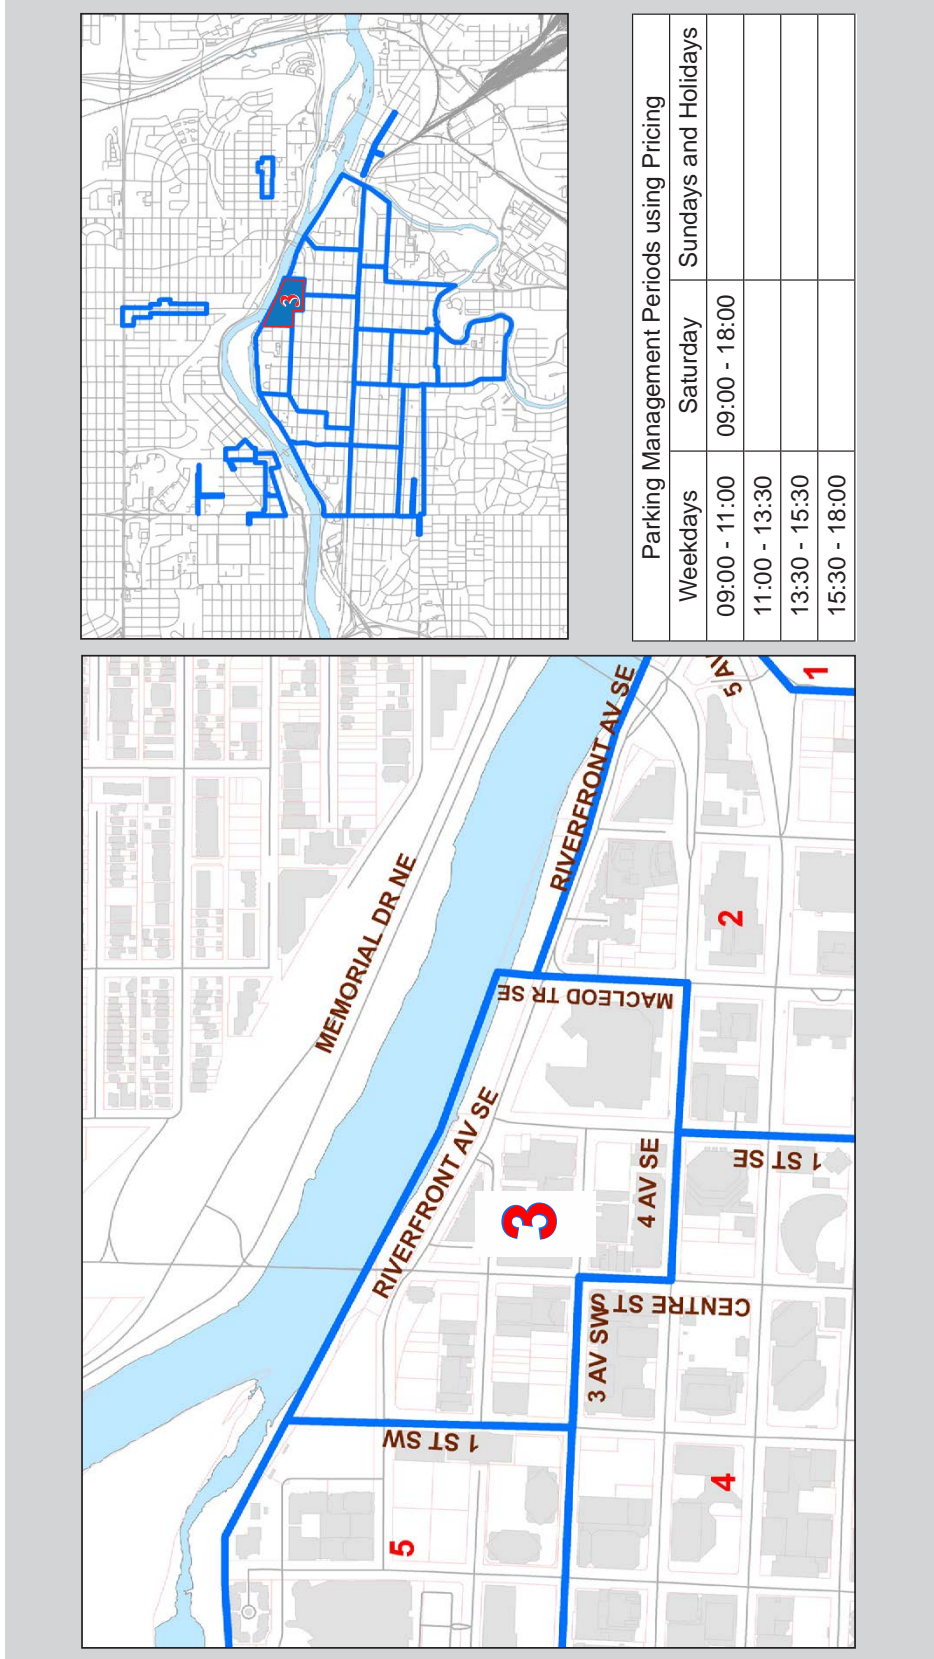 MEMORIAL DR NE
RIVERFRONT AV SE
RIVERFRONT AV SE
MACLEOD TR SE
1 ST SW
3 AV SW
CENTRE ST S
4 AV SE
1 ST SE
5
3
4
2
5 AV
1
3
Parking Management Periods using Pricing
Weekdays Saturday Sundays and Holidays
09:00 - 11:00 09:00 - 18:00
11:00 - 13:30
13:30 - 15:30
15:30 - 18:00